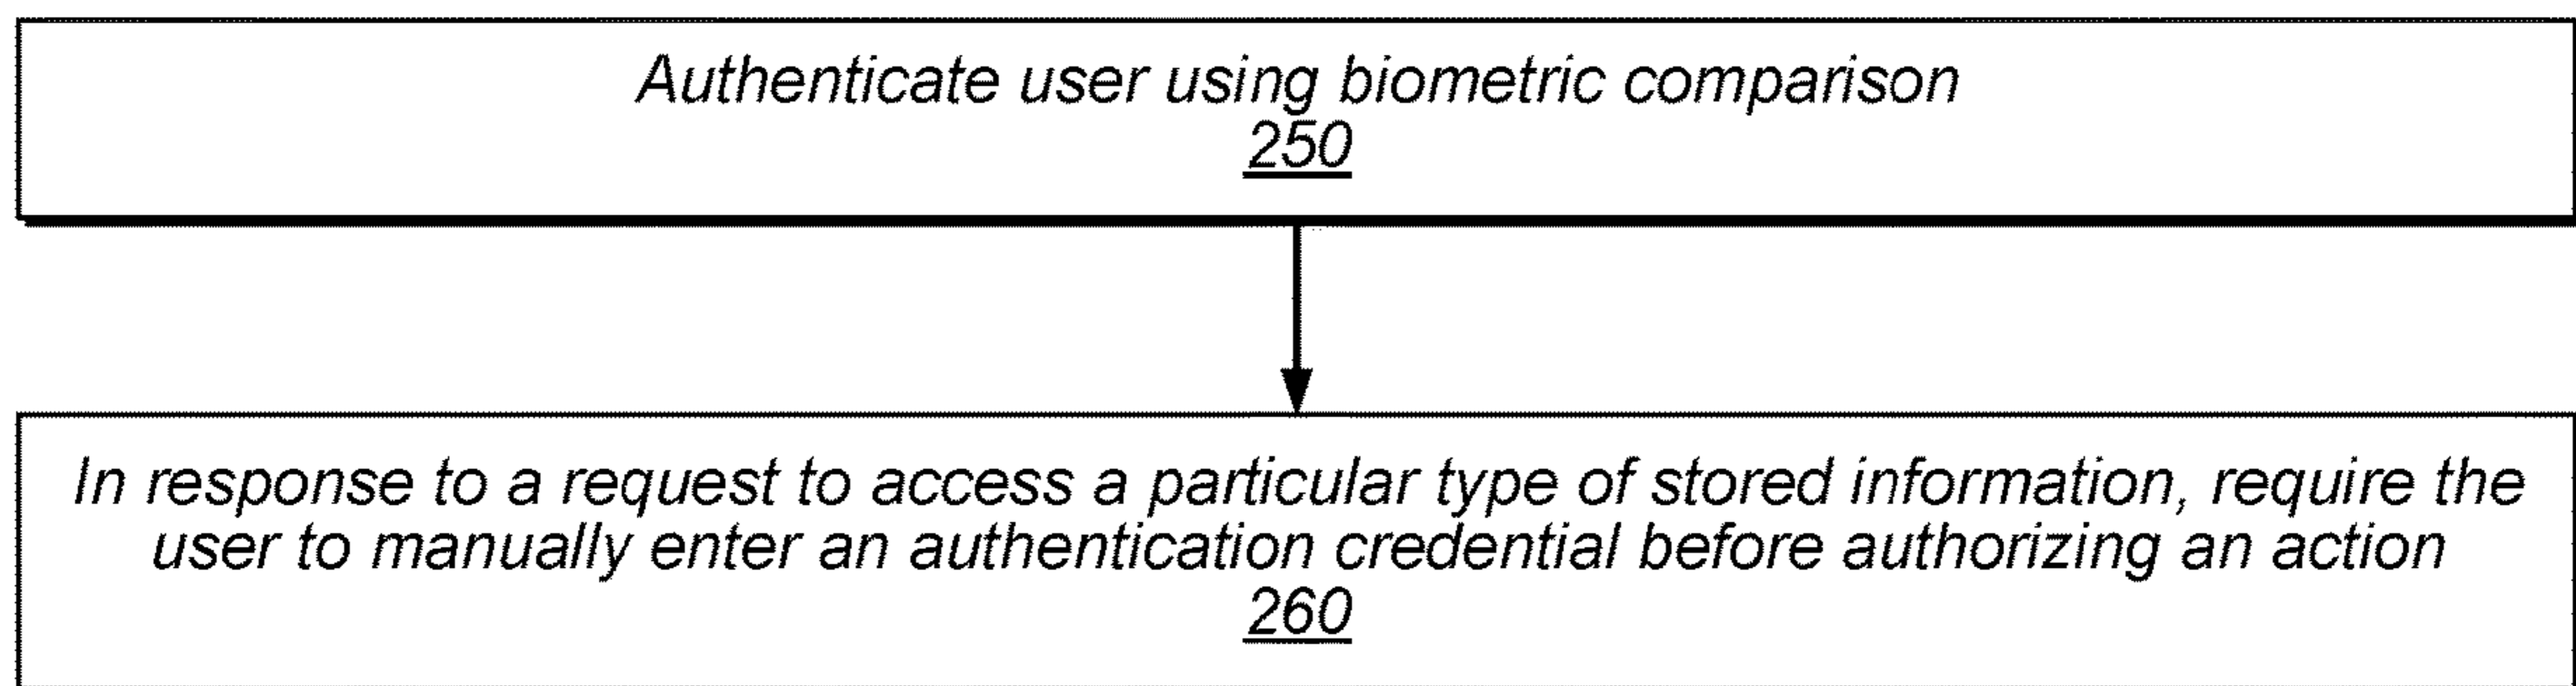 Authenticate user using biometric comparison
250
In response to a request to access a particular type of stored information, require the
user to manually enter an authentication credential before authorizing an action
260